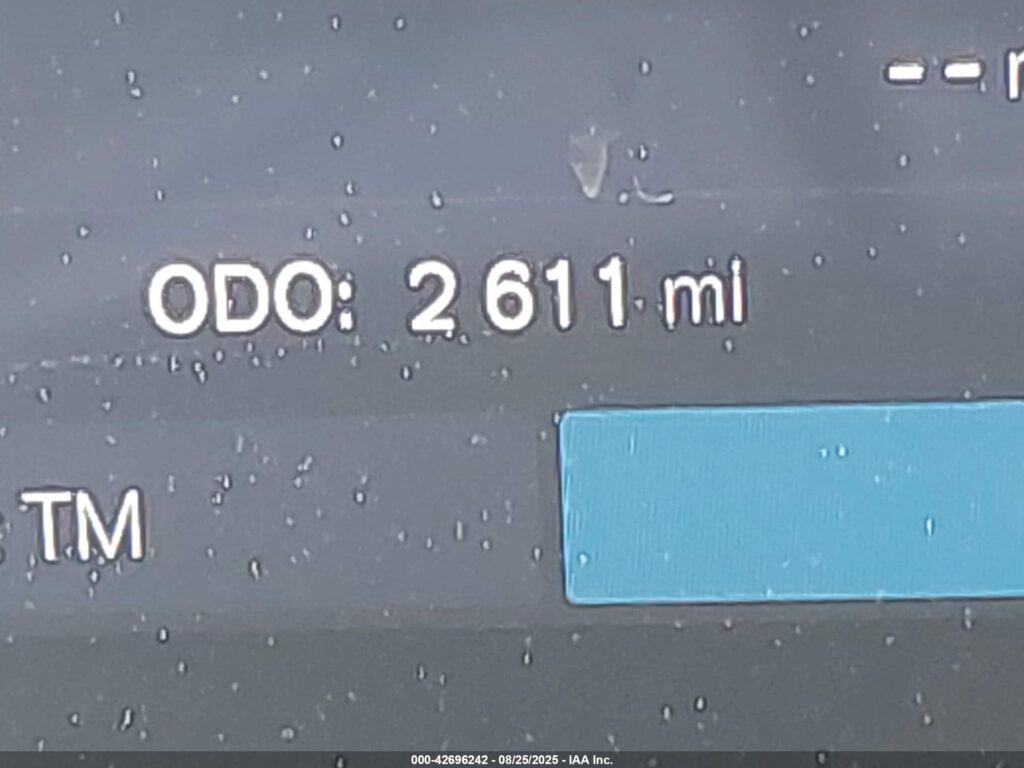 --
ODO: 2 611 mi
TM
000-42696242 - 08/25/2025 - IAA Inc.